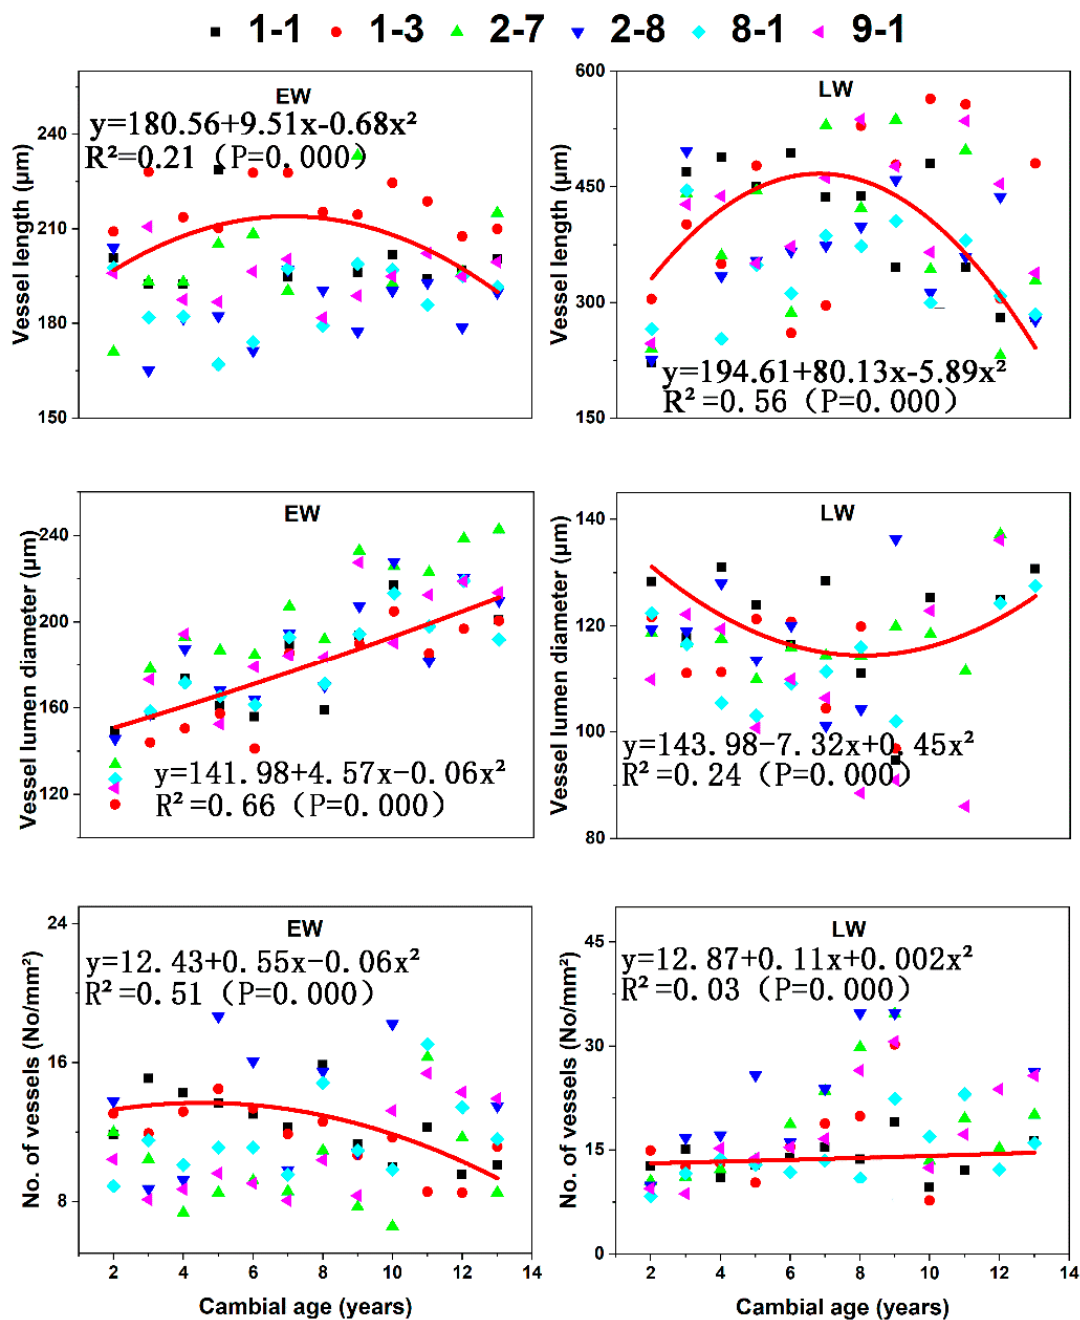 1-1 1-3 2-7 2-8 8-1 9-1
EW
y=180.56+9.51x-0.68x²
R²=0.21 (P=0.000)
Vessel length (μm)
240
210
180
150
LW
y=194.61+80.13x-5.89x²
R²=0.56 (P=0.000)
Vessel length (μm)
600
450
300
150
EW
y=141.98+4.57x-0.06x²
R²=0.66 (P=0.000)
Vessel lumen diameter (μm)
240
200
160
120
LW
y=143.98-7.32x+0.45x²
R²=0.24 (P=0.000)
Vessel lumen diameter (μm)
140
120
100
80
EW
y=12.43+0.55x-0.06x²
R²=0.51 (P=0.000)
No. of vessels (No/mm²)
24
16
8
2 4 6 8 10 12 14
Cambial age (years)
LW
y=12.87+0.11x+0.002x²
R²=0.03 (P=0.000)
No. of vessels (No/mm²)
45
30
15
0
2 4 6 8 10 12 14
Cambial age (years)